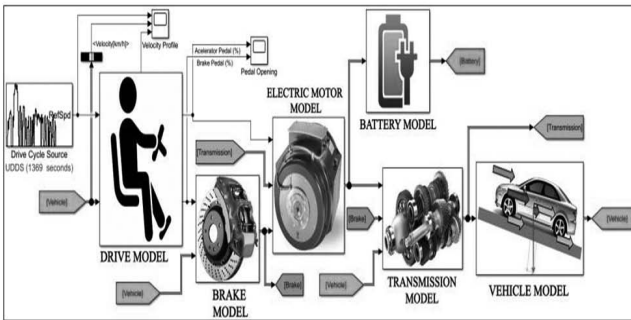 <Velocity[km/h]>
Velocity Profile
Acelerator Pedal (%)
Brake Pedal (%)
Pedal Opening
RefSpd
Drive Cycle Source
UDDS (1369 seconds)
[Vehicle]
DRIVE MODEL
[Transmission]
[Vehicle]
BRAKE
MODEL
[Brake]
ELECTRIC MOTOR
MODEL
BATTERY MODEL
[Battery]
[Brake]
[Vehicle]
TRANSMISSION
MODEL
[Transmission]
VEHICLE MODEL
[Vehicle]